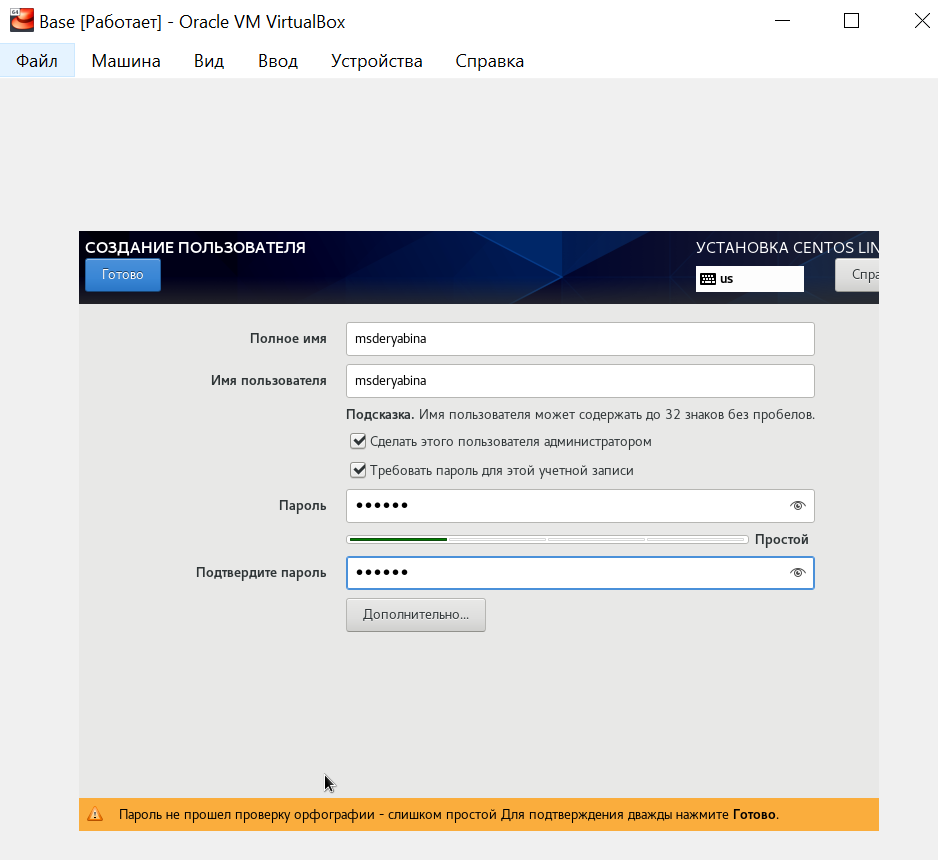 Base [Работает] - Oracle VM VirtualBox
Файл Машина Вид Ввод Устройства Справка
СОЗДАНИЕ ПОЛЬЗОВАТЕЛЯ
УСТАНОВКА CENTOS LIN
Готово
us
Спра
Полное имя
msderyabina
Имя пользователя
msderyabina
Подсказка. Имя пользователя может содержать до 32 знаков без пробелов.
Сделать этого пользователя администратором
Требовать пароль для этой учетной записи
Пароль
••••••
Простой
Подтвердите пароль
••••••
Дополнительно...
Пароль не прошел проверку орфографии - слишком простой Для подтверждения дважды нажмите Готово.